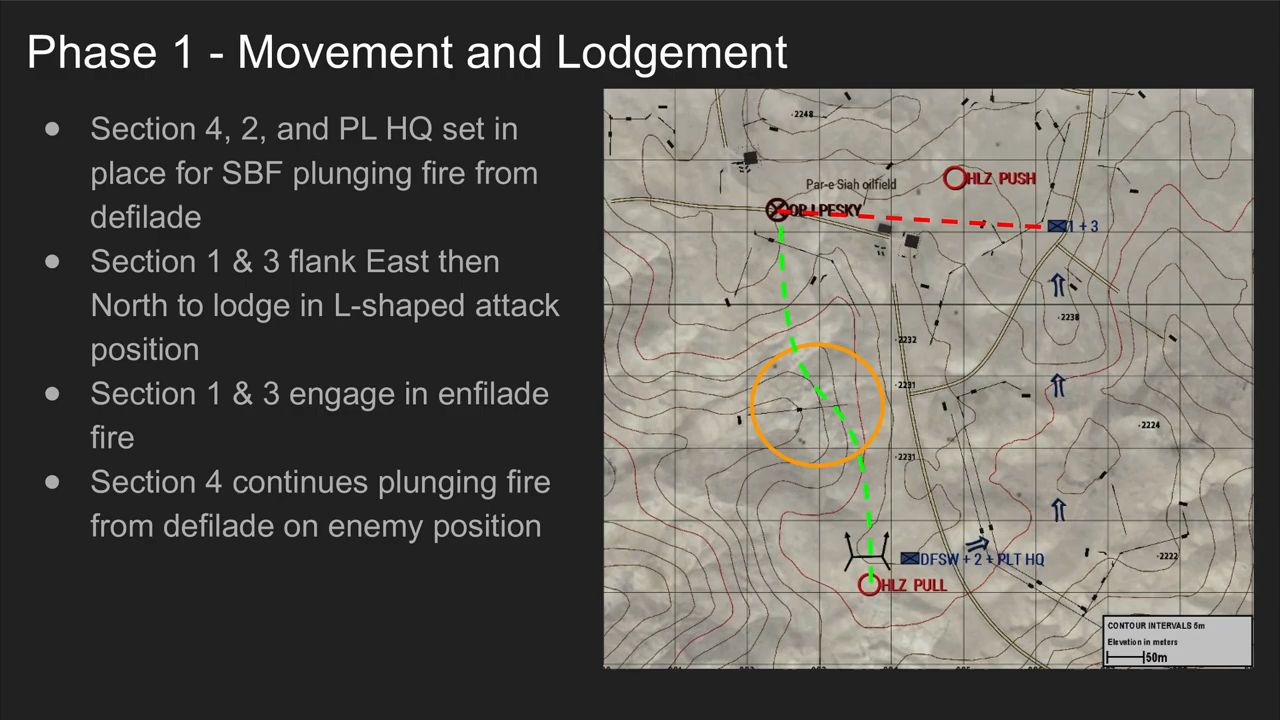 Phase 1 - Movement and Lodgement
● Section 4, 2, and PL HQ set in
place for SBF plunging fire from
defilade
● Section 1 & 3 flank East then
North to lodge in L-shaped attack
position
● Section 1 & 3 engage in enfilade
fire
● Section 4 continues plunging fire
from defilade on enemy position
2248
Par-e Siah oilfield
HLZ PUSH
1 + 3
2238
2232
2231
2224
2231
2222
DFSW + 2 + PLT HQ
HLZ PULL
CONTOUR INTERVALS 5m
Elevation in meters
50m